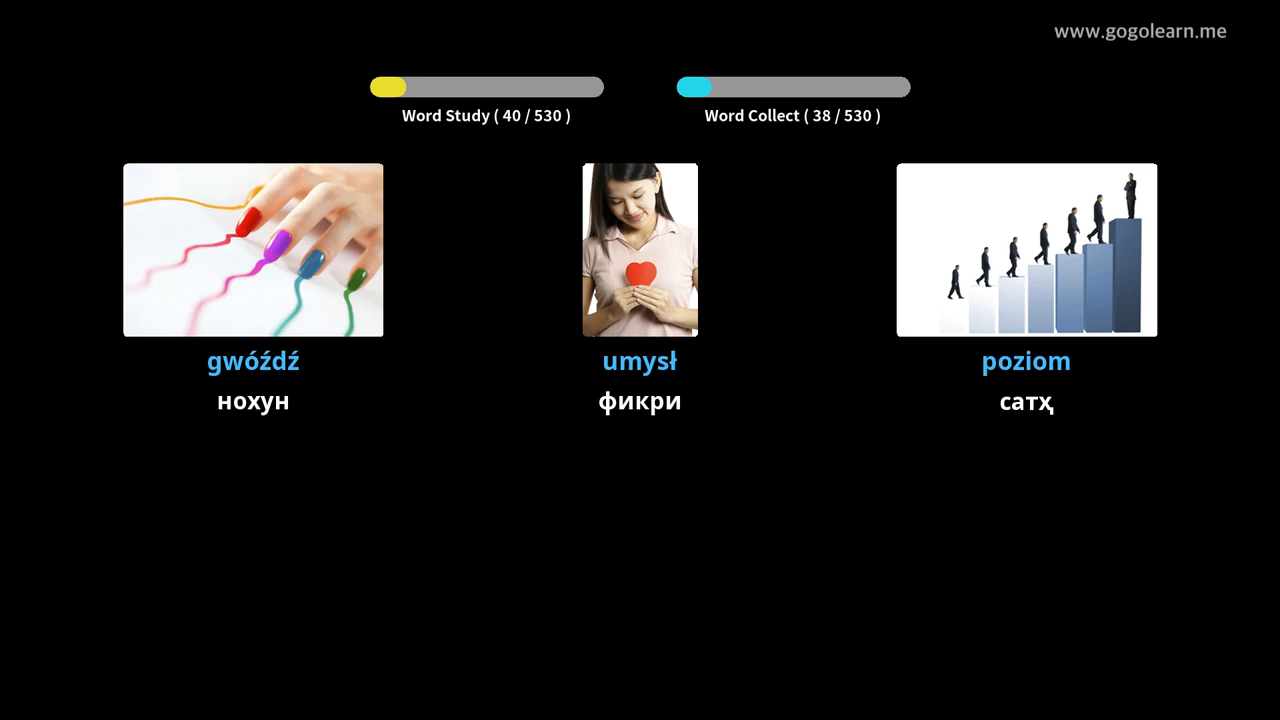 www.gogolearn.me
Word Study ( 40 / 530 )
Word Collect ( 38 / 530 )
gwóźdź
нохун
umysł
фикри
poziom
сатҳ